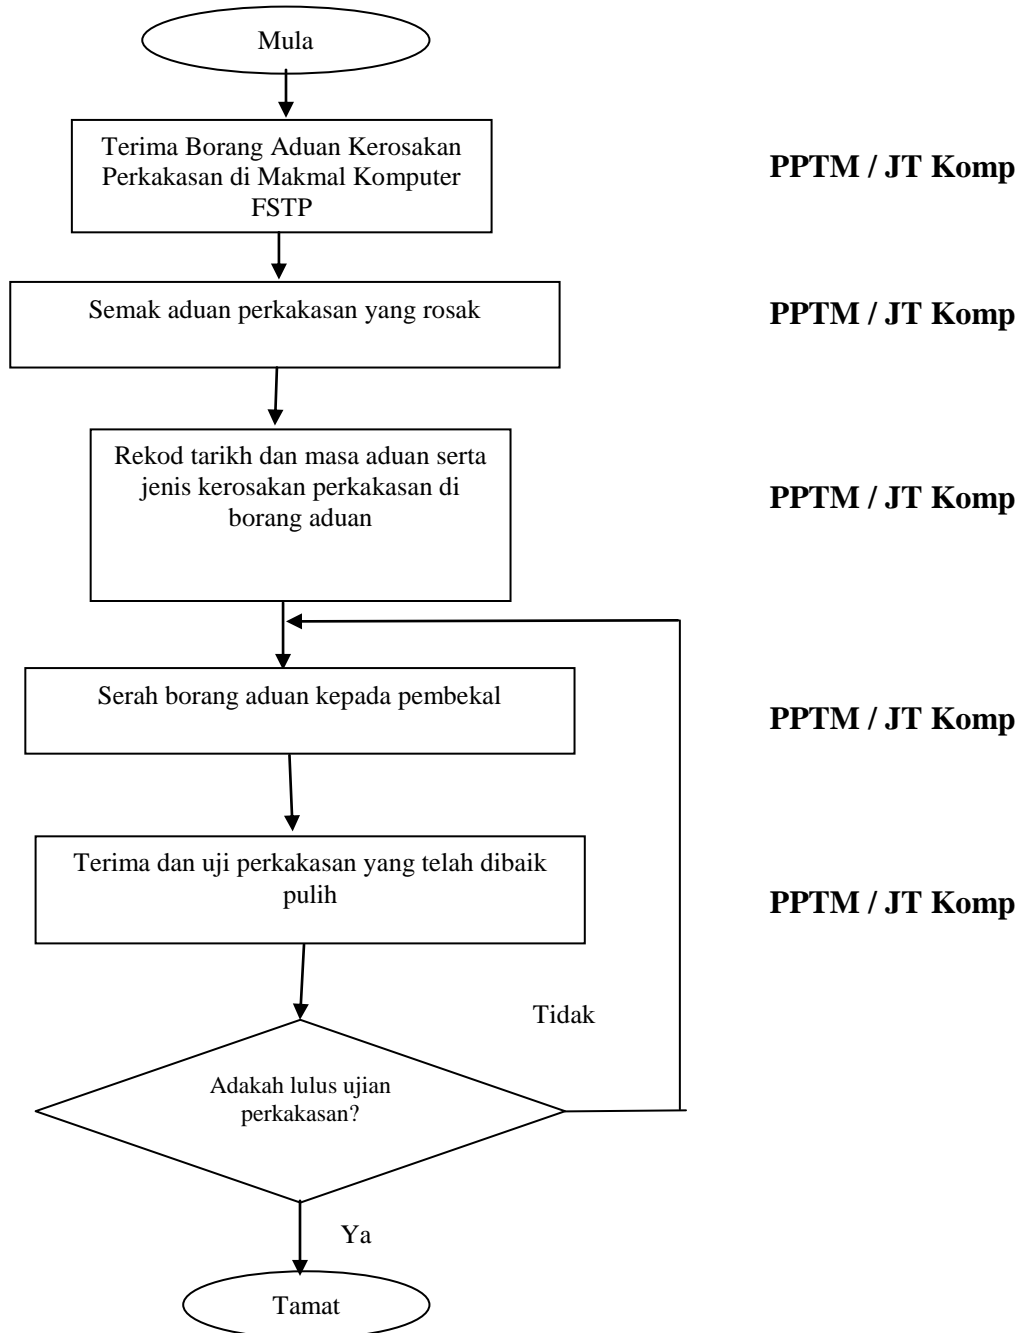 Mula
Terima Borang Aduan Kerosakan
Perkakasan di Makmal Komputer
FSTP
PPTM / JT Komp
Semak aduan perkakasan yang rosak
PPTM / JT Komp
Rekod tarikh dan masa aduan serta
jenis kerosakan perkakasan di
borang aduan
PPTM / JT Komp
Serah borang aduan kepada pembekal
PPTM / JT Komp
Terima dan uji perkakasan yang telah dibaik
pulih
PPTM / JT Komp
Tidak
Adakah lulus ujian
perkakasan?
Ya
Tamat